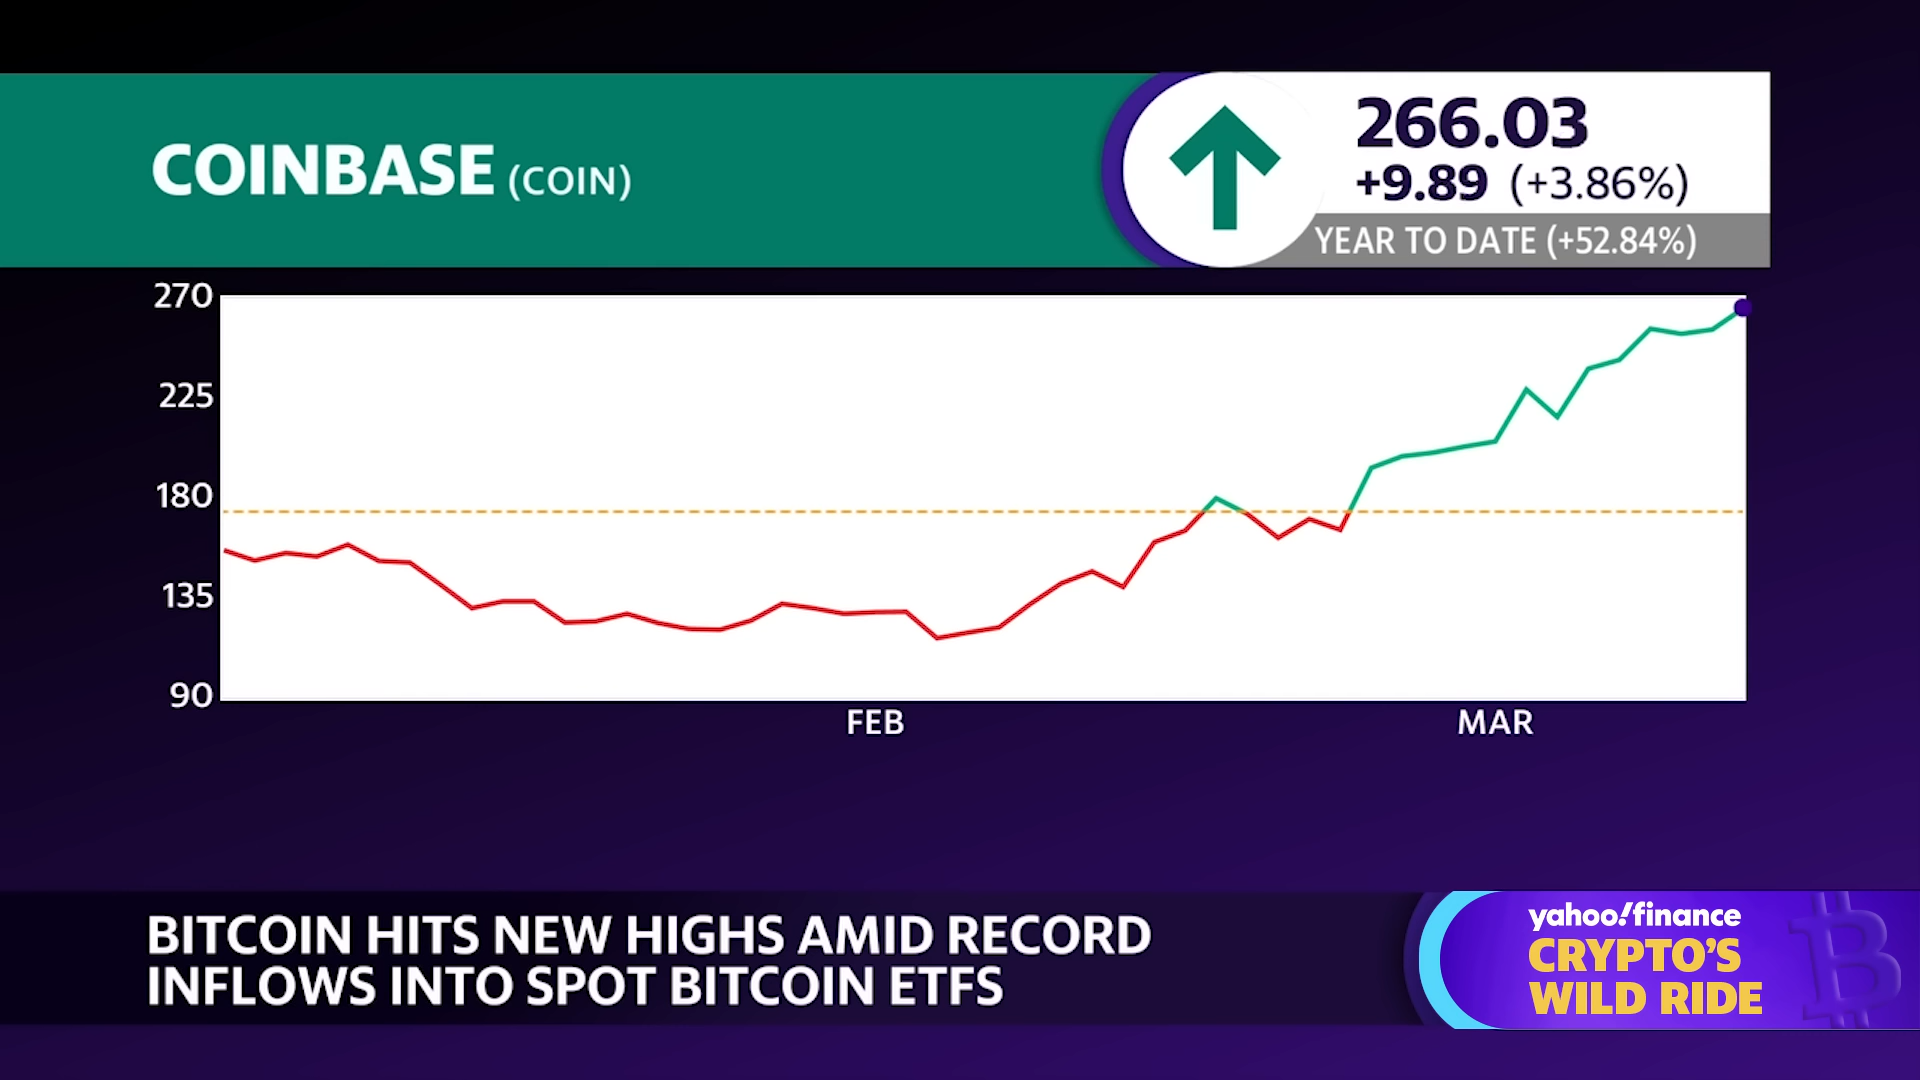 COINBASE (COIN)
266.03
+9.89 (+3.86%)
YEAR TO DATE (+52.84%)
270
225
180
135
90
FEB
MAR
BITCOIN HITS NEW HIGHS AMID RECORD
INFLOWS INTO SPOT BITCOIN ETFS
yahoo!finance
CRYPTO'S
WILD RIDE